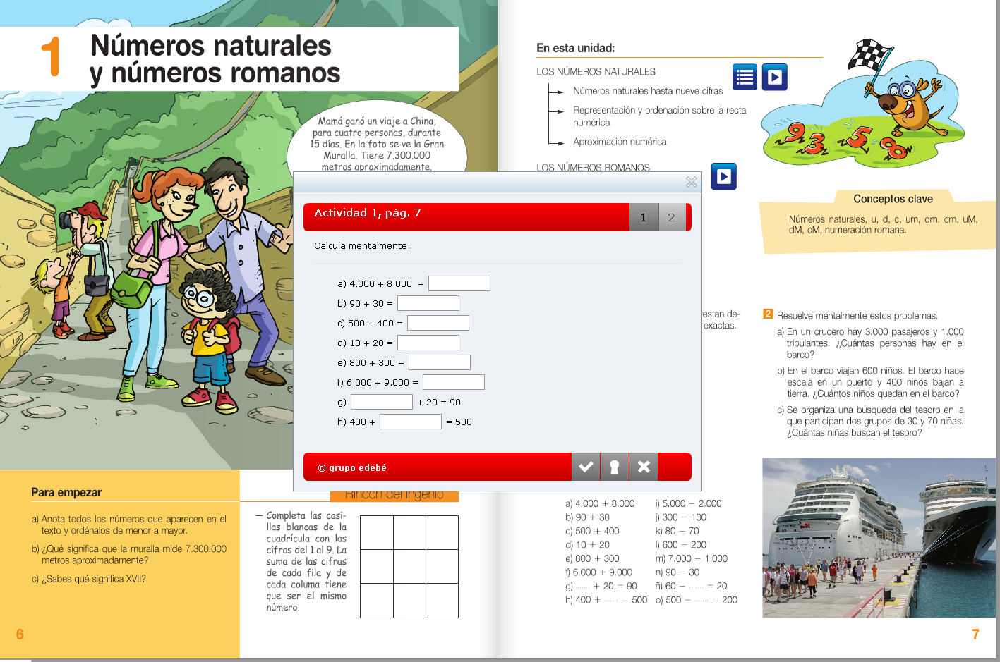 1
Números naturales
y números romanos
Mamá ganó un viaje a China,
para cuatro personas, durante
15 días. En la foto se ve la Gran
Muralla. Tiene 7.300.000
metros aproximadamente.
Para empezar
a) Anota todos los números que aparecen en el
texto y ordénalos de menor a mayor.
b) ¿Qué significa que la muralla mide 7.300.000
metros aproximadamente?
c) ¿Sabes qué significa XVII?
6
Rincón del ingenio
— Completa las casi-
llas blancas de la
cuadrícula con las
cifras del 1 al 9. La
suma de las cifras
de cada fila y de
cada columa tiene
que ser el mismo
número.
Actividad 1, pág. 7
1
2
Calcula mentalmente.
a) 4.000 + 8.000 =
b) 90 + 30 =
c) 500 + 400 =
d) 10 + 20 =
e) 800 + 300 =
f) 6.000 + 9.000 =
g) + 20 = 90
h) 400 + = 500
© grupo edebé
En esta unidad:
LOS NÚMEROS NATURALES
Números naturales hasta nueve cifras
Representación y ordenación sobre la recta
numérica
Aproximación numérica
LOS NÚMEROS ROMANOS
9 3 5 8
Conceptos clave
Números naturales, u, d, c, um, dm, cm, uM,
dM, cM, numeración romana.
restan de-
exactas.
a) 4.000 + 8.000
b) 90 + 30
c) 500 + 400
d) 10 + 20
e) 800 + 300
f) 6.000 + 9.000
g) ....... + 20 = 90
h) 400 + ....... = 500
i) 5.000 − 2.000
j) 300 − 100
k) 80 − 70
l) 600 − 200
m) 7.000 − 1.000
n) 90 − 30
ñ) 60 − ....... = 20
o) 500 − ....... = 200
2 Resuelve mentalmente estos problemas.
a) En un crucero hay 3.000 pasajeros y 1.000
tripulantes. ¿Cuántas personas hay en el
barco?
b) En el barco viajan 600 niños. El barco hace
escala en un puerto y 400 niños bajan a
tierra. ¿Cuántos niños quedan en el barco?
c) Se organiza una búsqueda del tesoro en la
que participan dos grupos de 30 y 70 niñas.
¿Cuántas niñas buscan el tesoro?
7